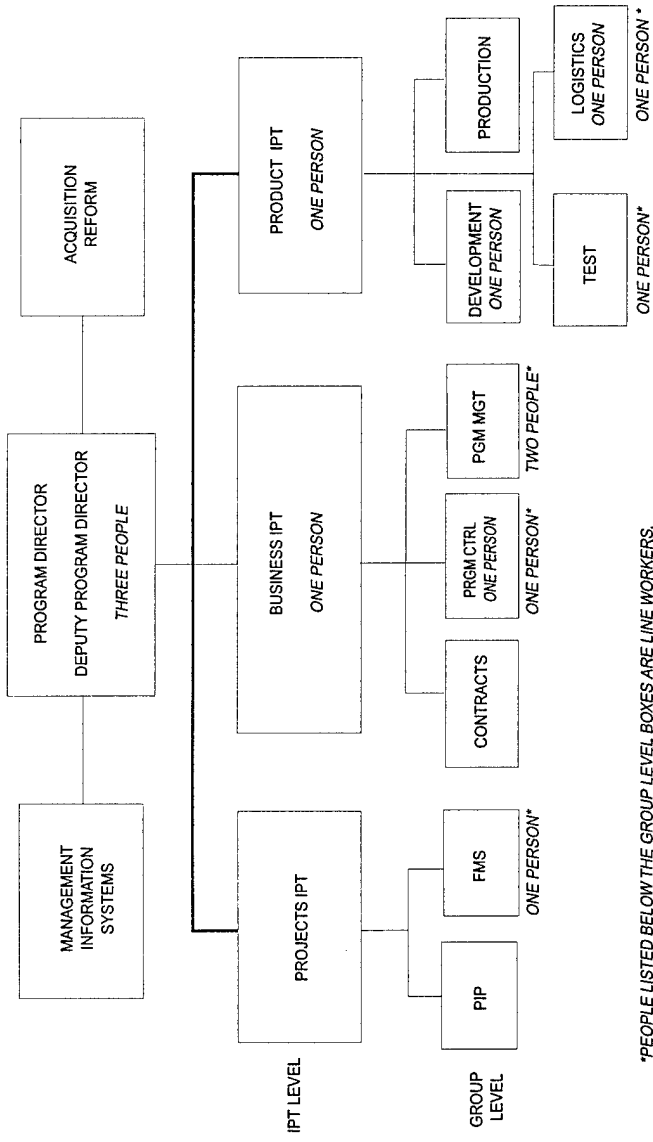 MANAGEMENT
INFORMATION
SYSTEMS
PROGRAM DIRECTOR
DEPUTY PROGRAM DIRECTOR
THREE PEOPLE
ACQUISITION
REFORM
IPT LEVEL
PROJECTS IPT
BUSINESS IPT
ONE PERSON
PRODUCT IPT
ONE PERSON
GROUP
LEVEL
PIP
FMS
ONE PERSON*
CONTRACTS
PRGM CTRL
ONE PERSON
ONE PERSON*
PGM MGT
TWO PEOPLE*
DEVELOPMENT
ONE PERSON
PRODUCTION
TEST
ONE PERSON*
LOGISTICS
ONE PERSON
ONE PERSON *
*PEOPLE LISTED BELOW THE GROUP LEVEL BOXES ARE LINE WORKERS.